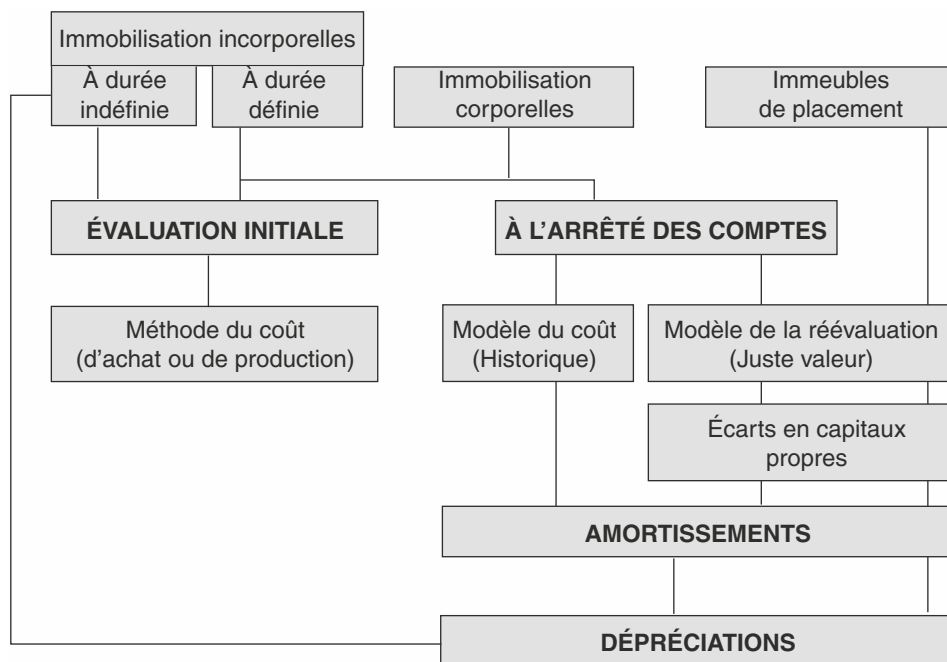 Immobilisation incorporelles
À durée
indéfinie
À durée
définie
Immobilisation
corporelles
Immeubles
de placement
ÉVALUATION INITIALE
À L'ARRÊTÉ DES COMPTES
Méthode du coût
(d'achat ou de production)
Modèle du coût
(Historique)
Modèle de la réévaluation
(Juste valeur)
Écarts en capitaux
propres
AMORTISSEMENTS
DÉPRÉCIATIONS